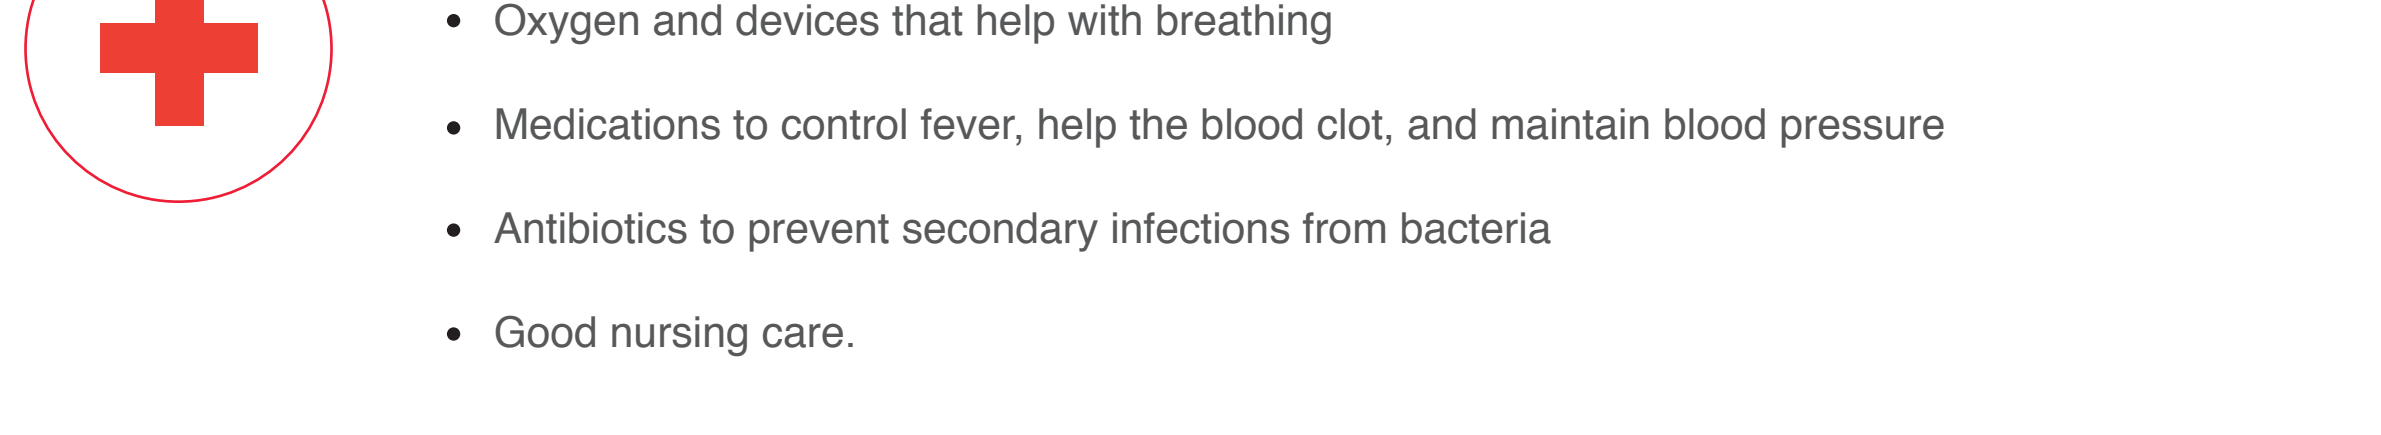 • Oxygen and devices that help with breathing
• Medications to control fever, help the blood clot, and maintain blood pressure
• Antibiotics to prevent secondary infections from bacteria
• Good nursing care.